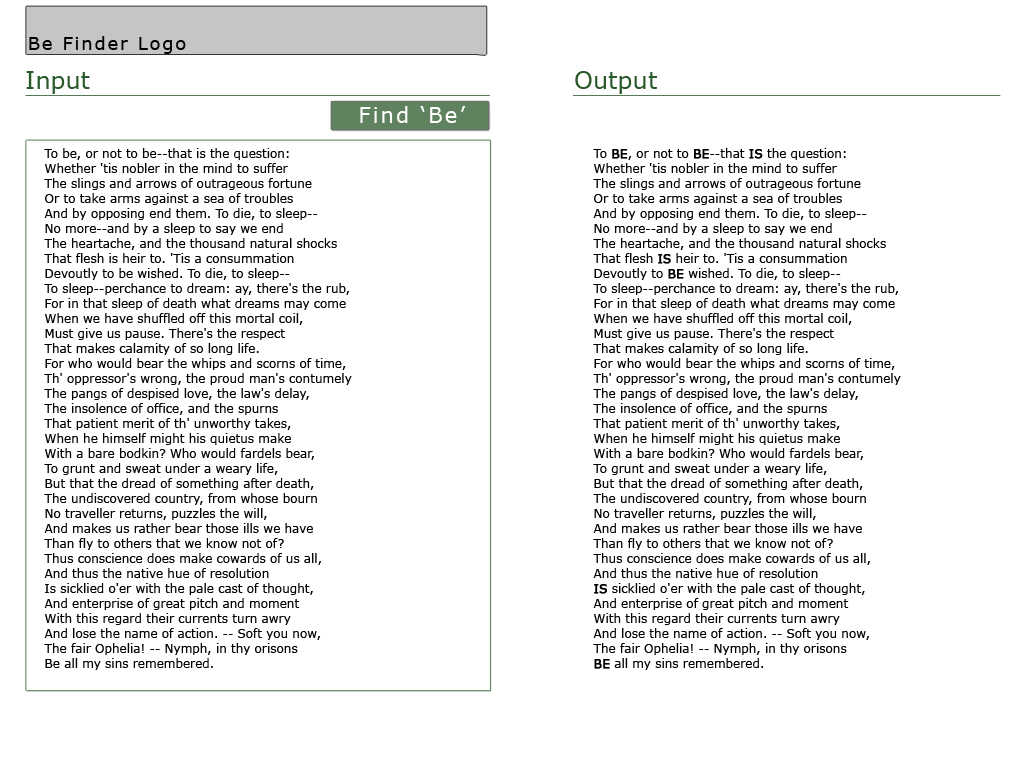 Be Finder Logo
Input
Find ‘Be’
To be, or not to be--that is the question:
Whether 'tis nobler in the mind to suffer
The slings and arrows of outrageous fortune
Or to take arms against a sea of troubles
And by opposing end them. To die, to sleep--
No more--and by a sleep to say we end
The heartache, and the thousand natural shocks
That flesh is heir to. 'Tis a consummation
Devoutly to be wished. To die, to sleep--
To sleep--perchance to dream: ay, there's the rub,
For in that sleep of death what dreams may come
When we have shuffled off this mortal coil,
Must give us pause. There's the respect
That makes calamity of so long life.
For who would bear the whips and scorns of time,
Th' oppressor's wrong, the proud man's contumely
The pangs of despised love, the law's delay,
The insolence of office, and the spurns
That patient merit of th' unworthy takes,
When he himself might his quietus make
With a bare bodkin? Who would fardels bear,
To grunt and sweat under a weary life,
But that the dread of something after death,
The undiscovered country, from whose bourn
No traveller returns, puzzles the will,
And makes us rather bear those ills we have
Than fly to others that we know not of?
Thus conscience does make cowards of us all,
And thus the native hue of resolution
Is sicklied o'er with the pale cast of thought,
And enterprise of great pitch and moment
With this regard their currents turn awry
And lose the name of action. -- Soft you now,
The fair Ophelia! -- Nymph, in thy orisons
Be all my sins remembered.
Output
To BE, or not to BE--that IS the question:
Whether 'tis nobler in the mind to suffer
The slings and arrows of outrageous fortune
Or to take arms against a sea of troubles
And by opposing end them. To die, to sleep--
No more--and by a sleep to say we end
The heartache, and the thousand natural shocks
That flesh IS heir to. 'Tis a consummation
Devoutly to BE wished. To die, to sleep--
To sleep--perchance to dream: ay, there's the rub,
For in that sleep of death what dreams may come
When we have shuffled off this mortal coil,
Must give us pause. There's the respect
That makes calamity of so long life.
For who would bear the whips and scorns of time,
Th' oppressor's wrong, the proud man's contumely
The pangs of despised love, the law's delay,
The insolence of office, and the spurns
That patient merit of th' unworthy takes,
When he himself might his quietus make
With a bare bodkin? Who would fardels bear,
To grunt and sweat under a weary life,
But that the dread of something after death,
The undiscovered country, from whose bourn
No traveller returns, puzzles the will,
And makes us rather bear those ills we have
Than fly to others that we know not of?
Thus conscience does make cowards of us all,
And thus the native hue of resolution
IS sicklied o'er with the pale cast of thought,
And enterprise of great pitch and moment
With this regard their currents turn awry
And lose the name of action. -- Soft you now,
The fair Ophelia! -- Nymph, in thy orisons
BE all my sins remembered.